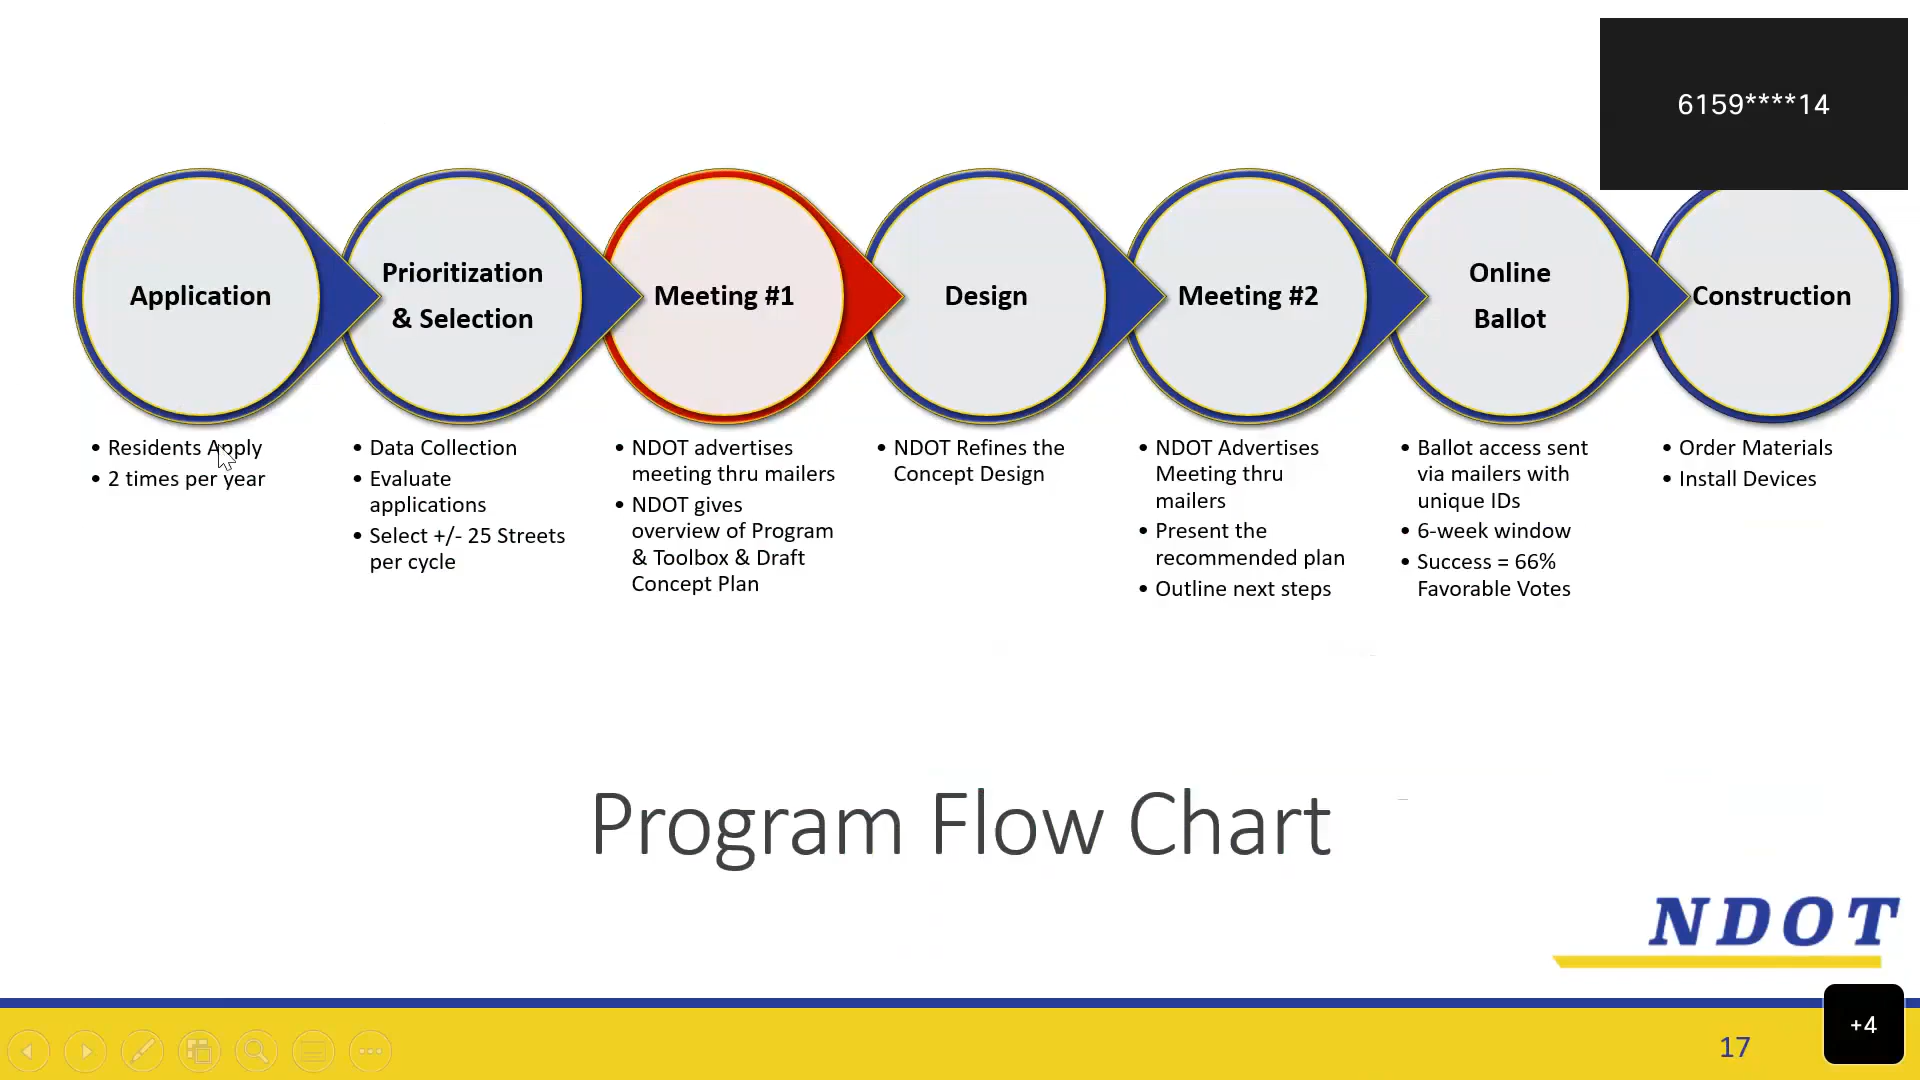 6159****14
Application
Prioritization
& Selection
Meeting #1
Design
Meeting #2
Online
Ballot
Construction
• Residents Apply
• 2 times per year
• Data Collection
• Evaluate
applications
• Select +/- 25 Streets
per cycle
• NDOT advertises
meeting thru mailers
• NDOT gives
overview of Program
& Toolbox & Draft
Concept Plan
• NDOT Refines the
Concept Design
• NDOT Advertises
Meeting thru
mailers
• Present the
recommended plan
• Outline next steps
• Ballot access sent
via mailers with
unique IDs
• 6-week window
• Success = 66%
Favorable Votes
• Order Materials
• Install Devices
Program Flow Chart
NDOT
17
+4